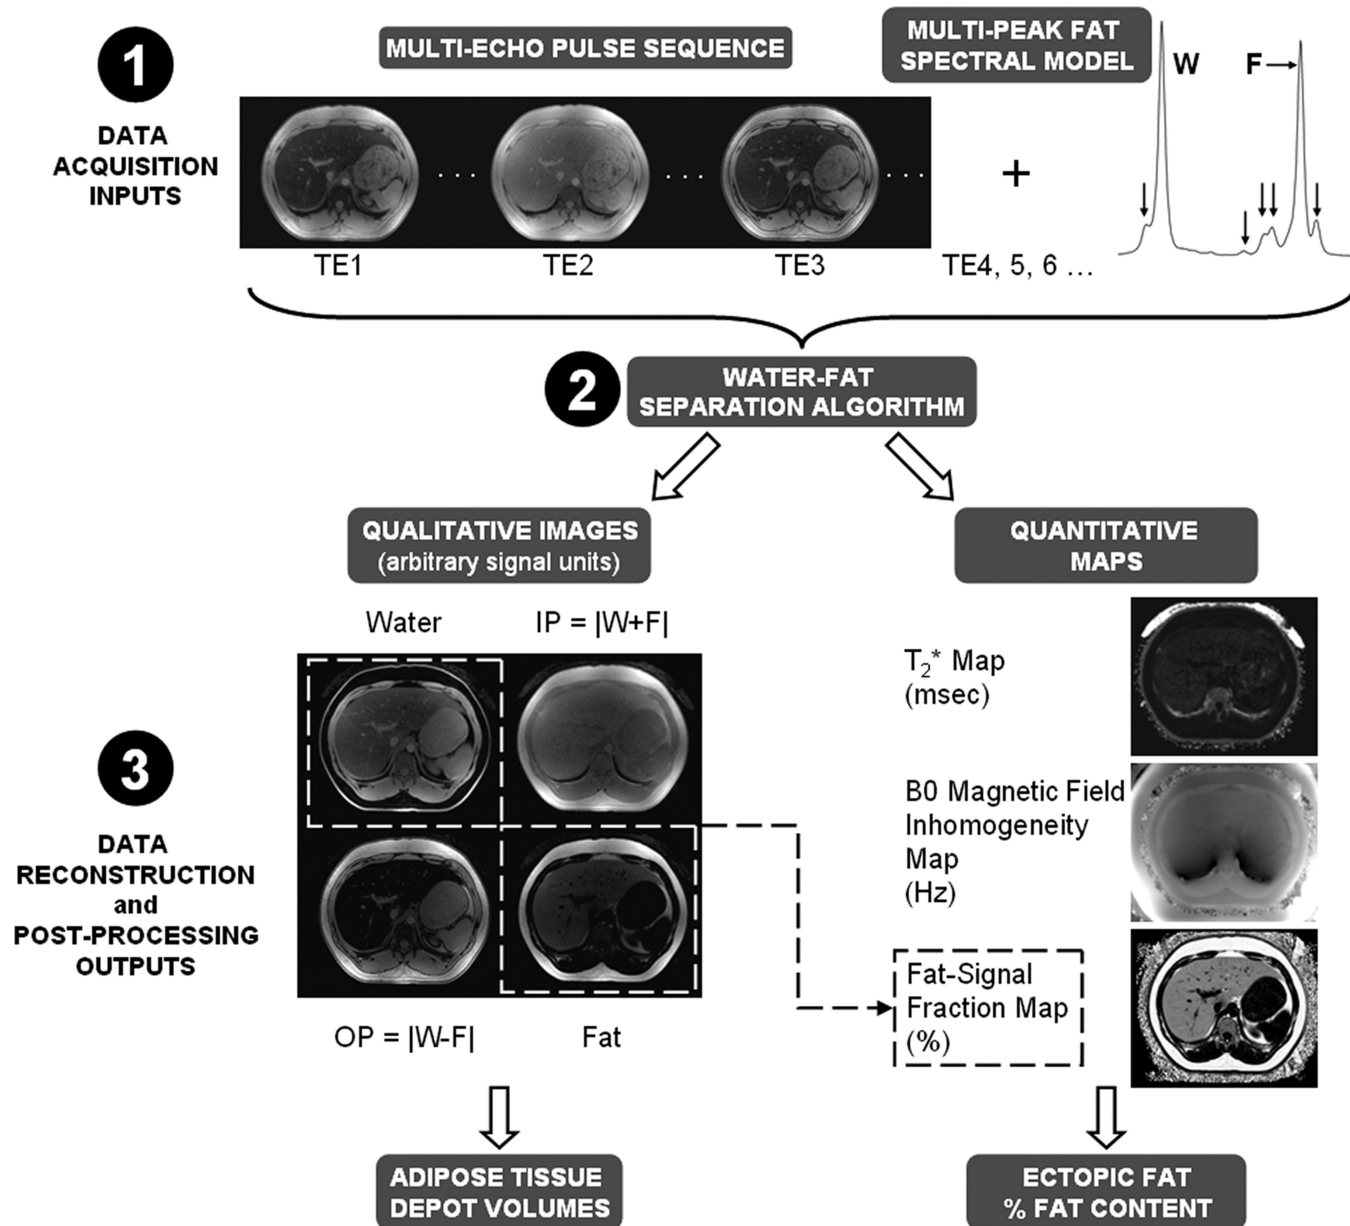 1
DATA
ACQUISITION
INPUTS
MULTI-ECHO PULSE SEQUENCE
MULTI-PEAK FAT
SPECTRAL MODEL
W
F
. . .
. . .
. . .
+
TE1
TE2
TE3
TE4, 5, 6 ...
2
WATER-FAT
SEPARATION ALGORITHM
QUALITATIVE IMAGES
(arbitrary signal units)
QUANTITATIVE
MAPS
3
DATA
RECONSTRUCTION
and
POST-PROCESSING
OUTPUTS
Water
IP = |W+F|
OP = |W-F|
Fat
T₂* Map
(msec)
B0 Magnetic Field
Inhomogeneity
Map
(Hz)
Fat-Signal
Fraction Map
(%)
ADIPOSE TISSUE
DEPOT VOLUMES
ECTOPIC FAT
% FAT CONTENT